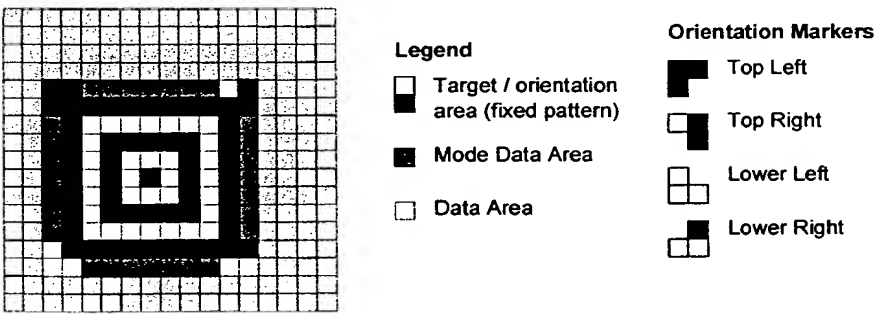 Legend
Target / orientation
area (fixed pattern)
Mode Data Area
Data Area
Orientation Markers
Top Left
Top Right
Lower Left
Lower Right